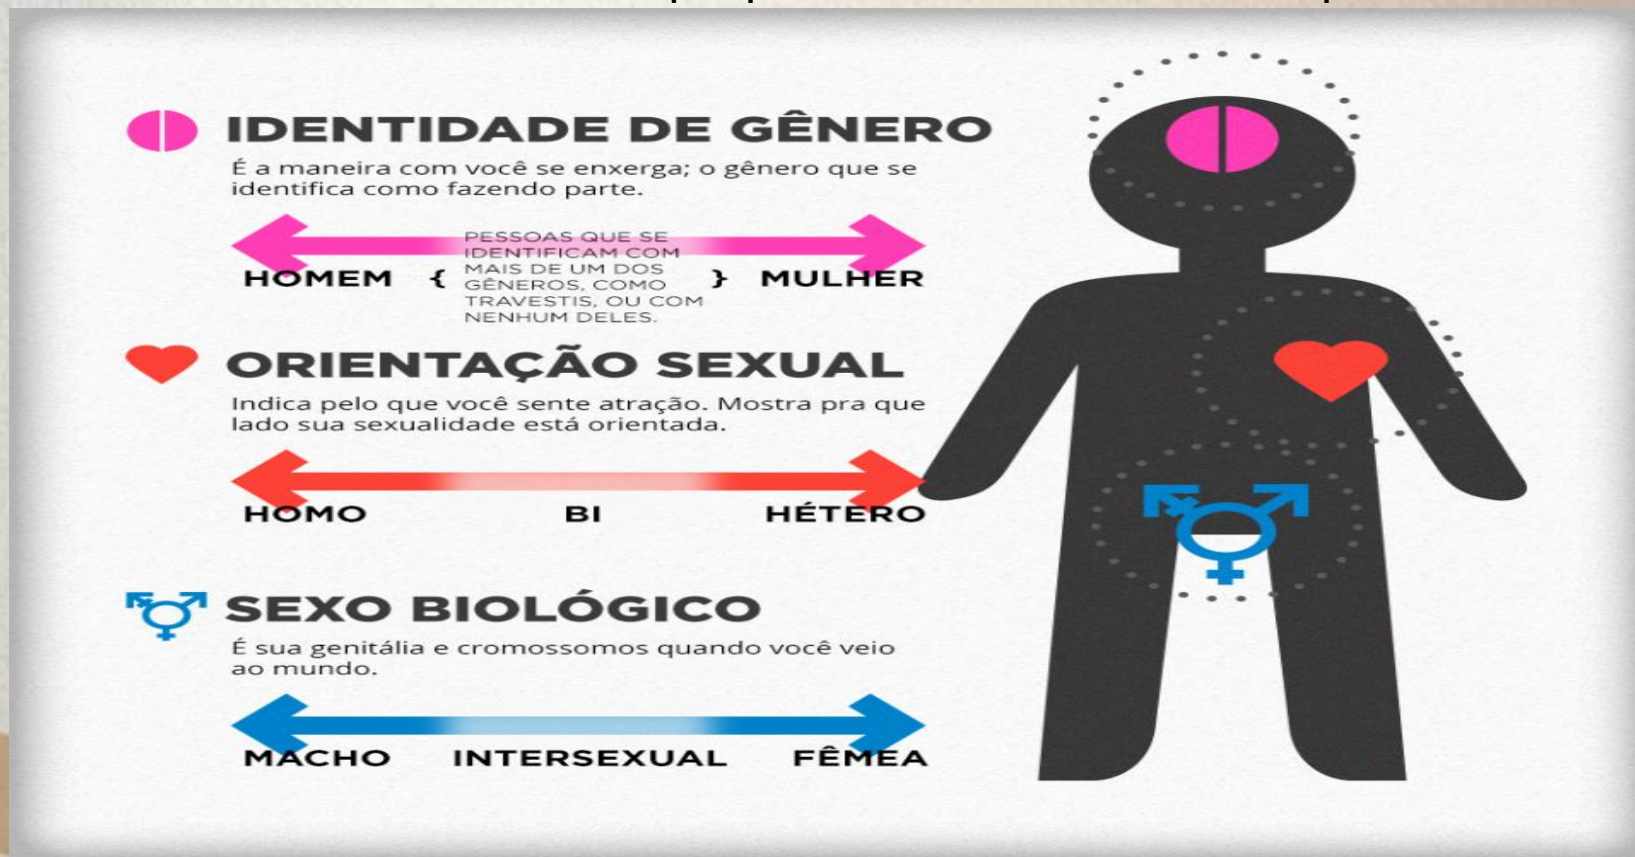 IDENTIDADE DE GÊNERO
É a maneira com você se enxerga; o gênero que se
identifica como fazendo parte.
HOMEM { PESSOAS QUE SE
IDENTIFICAM COM
MAIS DE UM DOS
GÊNEROS, COMO
TRAVESTIS, OU COM
NENHUM DELES. } MULHER
ORIENTAÇÃO SEXUAL
Indica pelo que você sente atração. Mostra pra que
lado sua sexualidade está orientada.
HOMO BI HÉTERO
SEXO BIOLÓGICO
É sua genitália e cromossomos quando você veio
ao mundo.
MACHO INTERSEXUAL FÊMEA